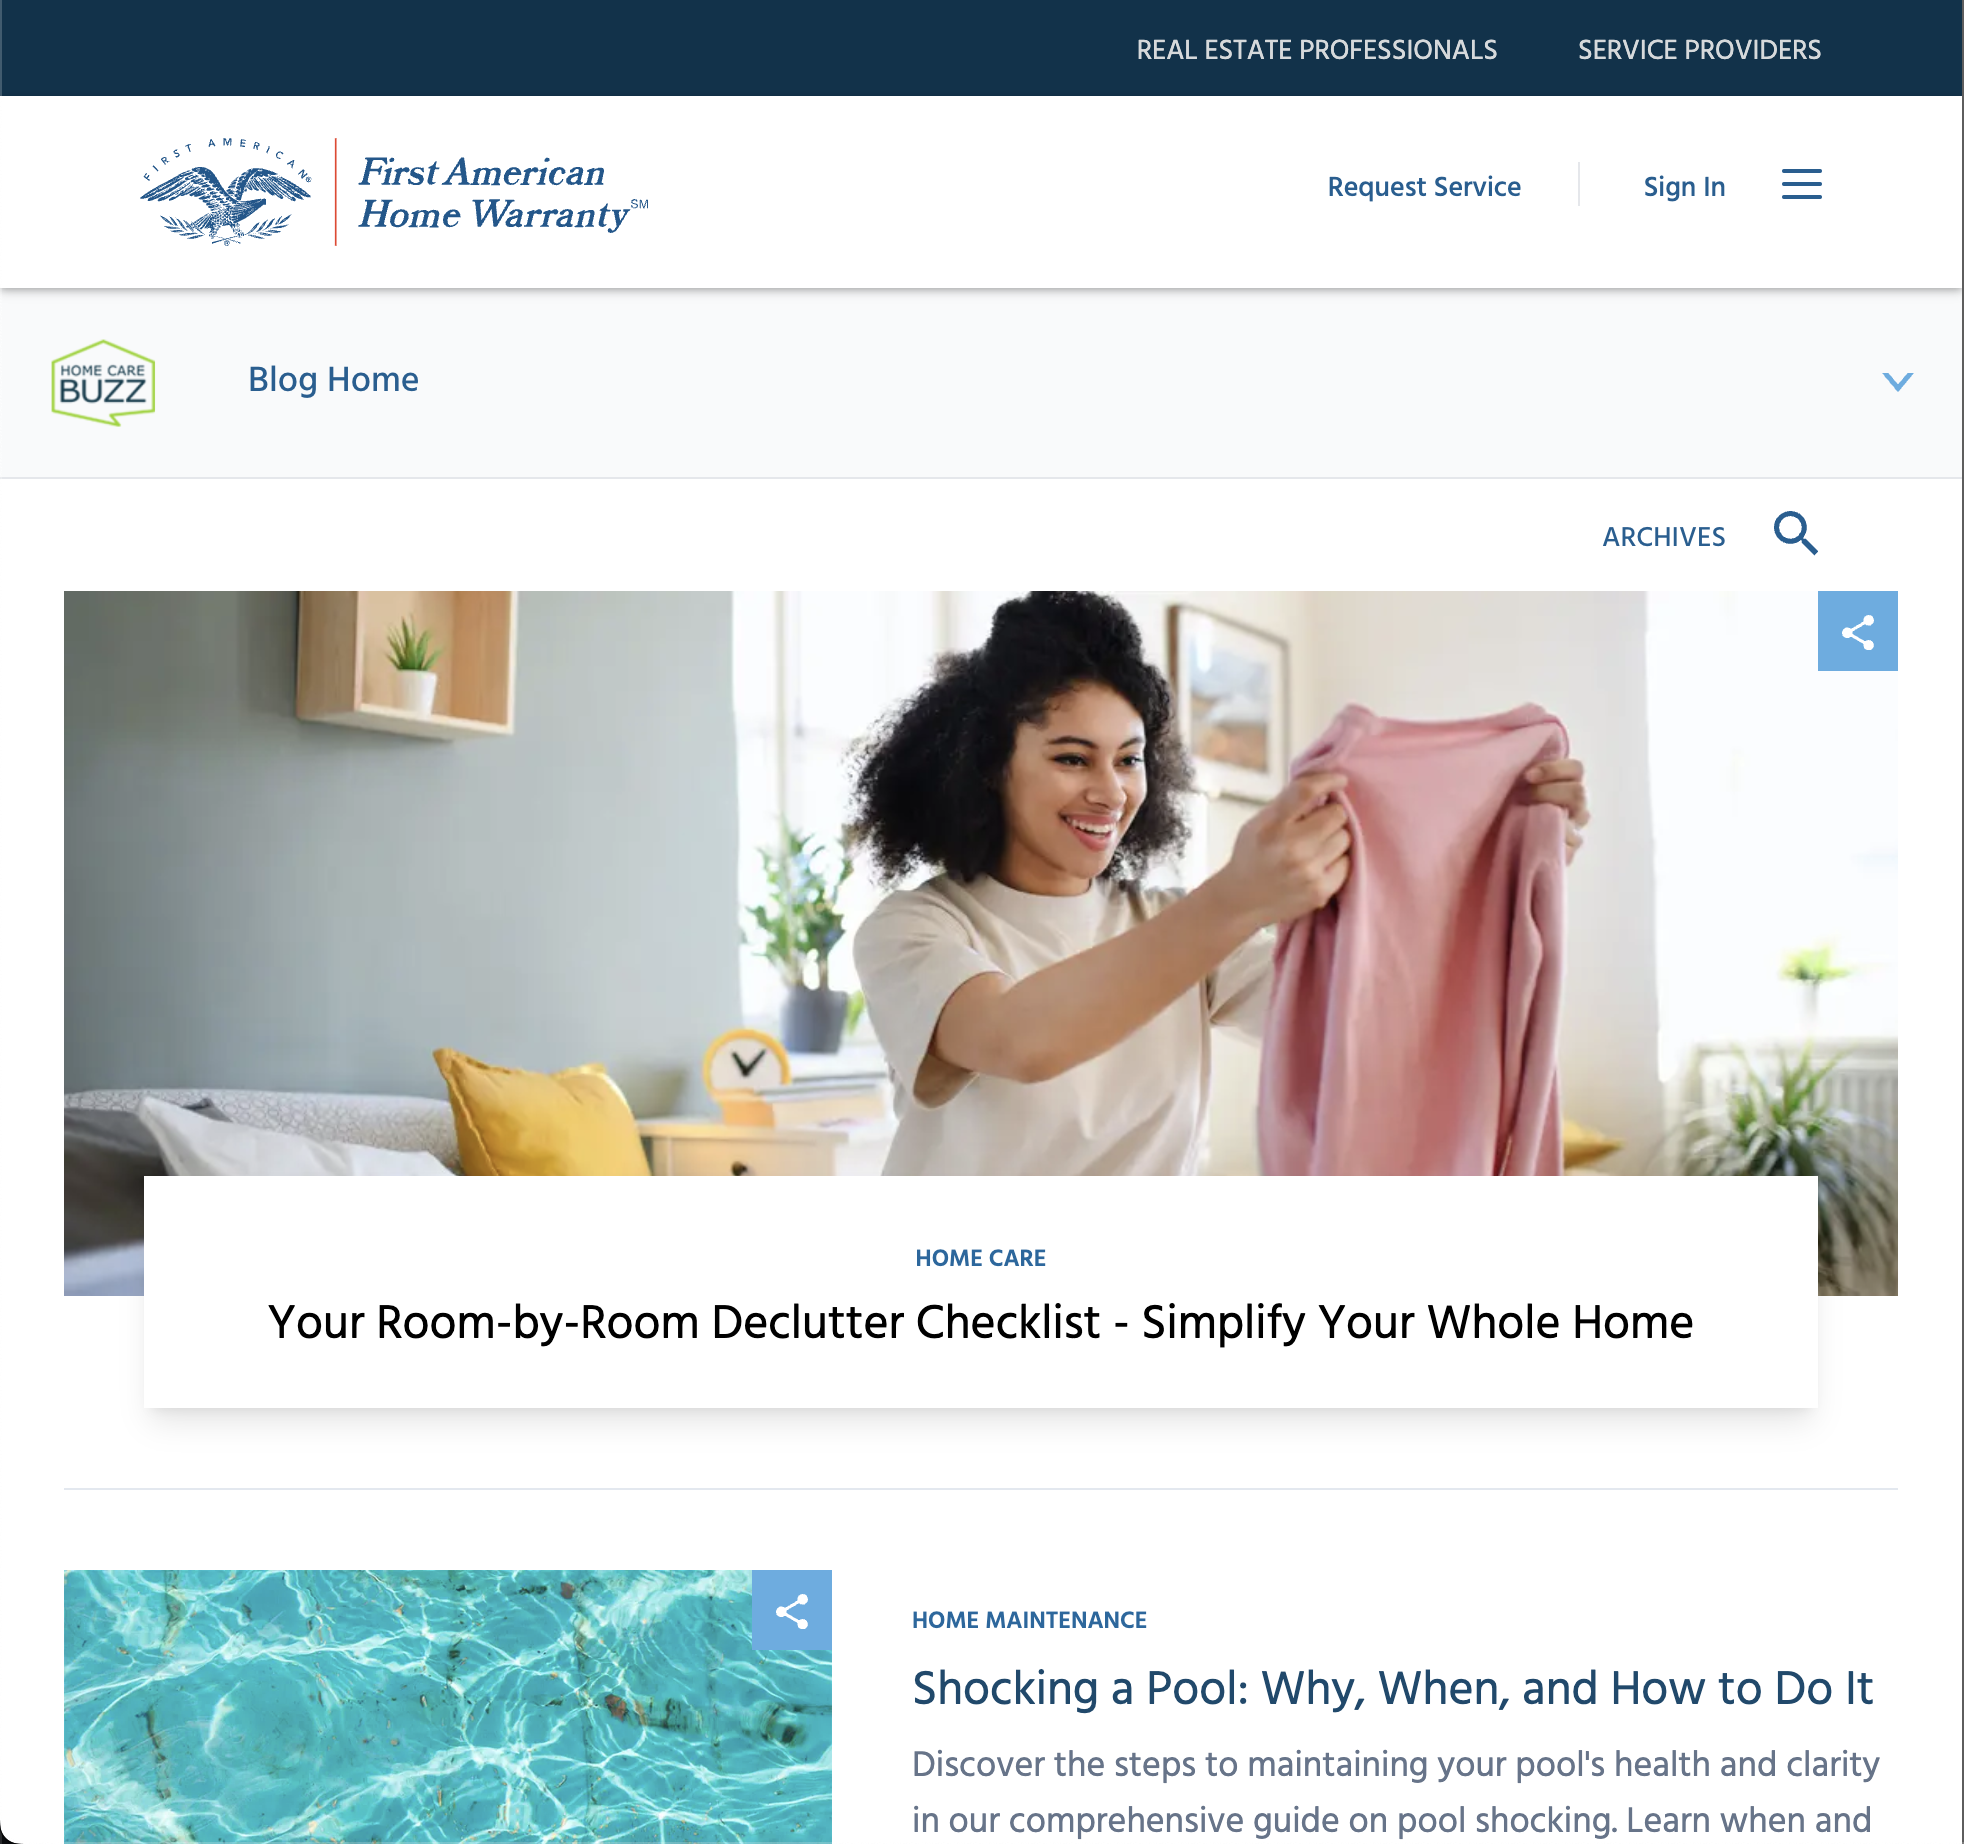 REAL ESTATE PROFESSIONALS SERVICE PROVIDERS
FIRST AMERICAN
First American
Home Warranty℠
Request Service Sign In
HOME CARE
BUZZ
Blog Home
ARCHIVES
HOME CARE
Your Room-by-Room Declutter Checklist - Simplify Your Whole Home
HOME MAINTENANCE
Shocking a Pool: Why, When, and How to Do It
Discover the steps to maintaining your pool's health and clarity
in our comprehensive guide on pool shocking. Learn when and